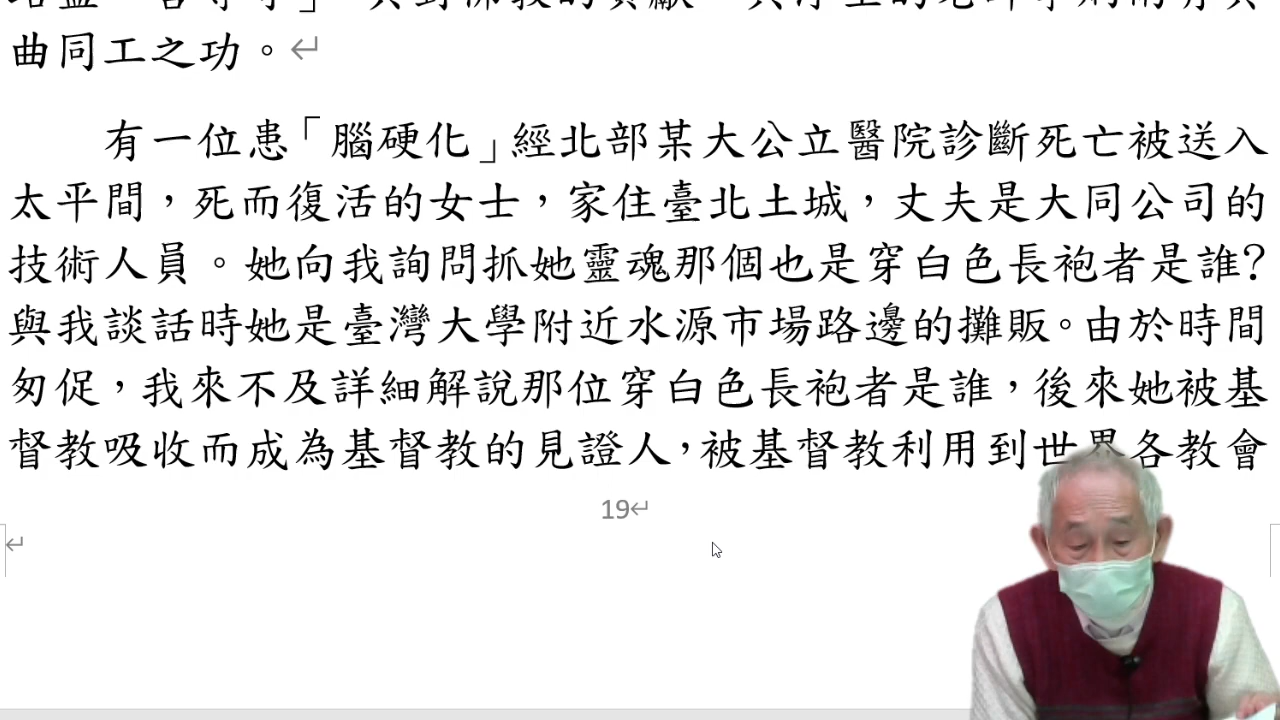 曲同工之功。
有一位患「腦硬化」經北部某大公立醫院診斷死亡被送入
太平間，死而復活的女士，家住臺北土城，丈夫是大同公司的
技術人員。她向我詢問抓她靈魂那個也是穿白色長袍者是誰?
與我談話時她是臺灣大學附近水源市場路邊的攤販。由於時間
匆促，我來不及詳細解說那位穿白色長袍者是誰，後來她被基
督教吸收而成為基督教的見證人，被基督教利用到世界各教會
19